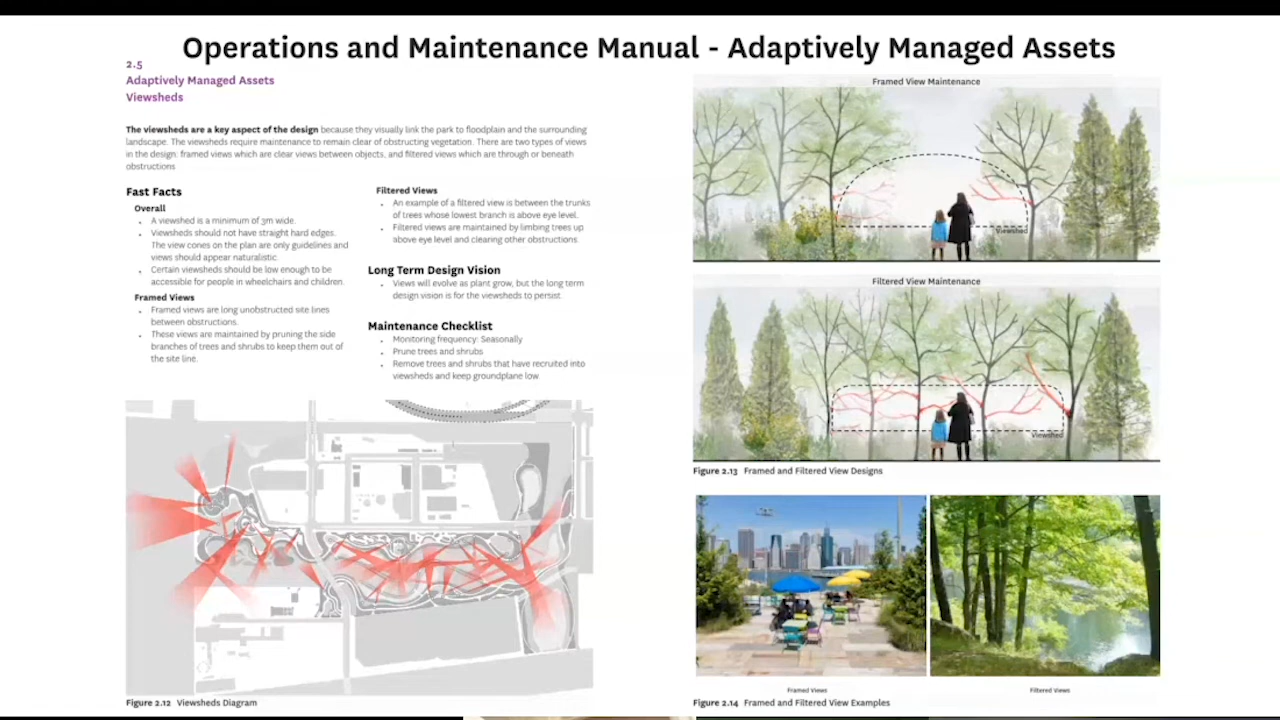 Operations and Maintenance Manual - Adaptively Managed Assets
2.5
Adaptively Managed Assets
Viewsheds
The viewsheds are a key aspect of the design because they visually link the park to floodplain and the surrounding
landscape. The viewsheds require maintenance to remain clear of obstructing vegetation. There are two types of views
in the design: framed views which are clear views between objects, and filtered views which are through or beneath
obstructions
Fast Facts
Overall
• A viewshed is a minimum of 3m wide.
• Viewsheds should not have straight hard edges.
The view cones on the plan are only guidelines and
views should appear naturalistic.
• Certain viewsheds should be low enough to be
accessible for people in wheelchairs and children.
Framed Views
• Framed views are long unobstructed site lines
between obstructions.
• These views are maintained by pruning the side
branches of trees and shrubs to keep them out of
the site line.
Filtered Views
• An example of a filtered view is between the trunks
of trees whose lowest branch is above eye level.
• Filtered views are maintained by limbing trees up
above eye level and clearing other obstructions
Long Term Design Vision
• Views will evolve as plant grow, but the long term
design vision is for the viewsheds to persist.
Maintenance Checklist
• Monitoring frequency: Seasonally
• Prune trees and shrubs
• Remove trees and shrubs that have recruited into
viewsheds and keep groundplane low
Figure 2.12 Viewsheds Diagram
Framed View Maintenance
Viewshed
Filtered View Maintenance
Viewshed
Figure 2.13 Framed and Filtered View Designs
Framed Views
Filtered Views
Figure 2.14 Framed and Filtered View Examples